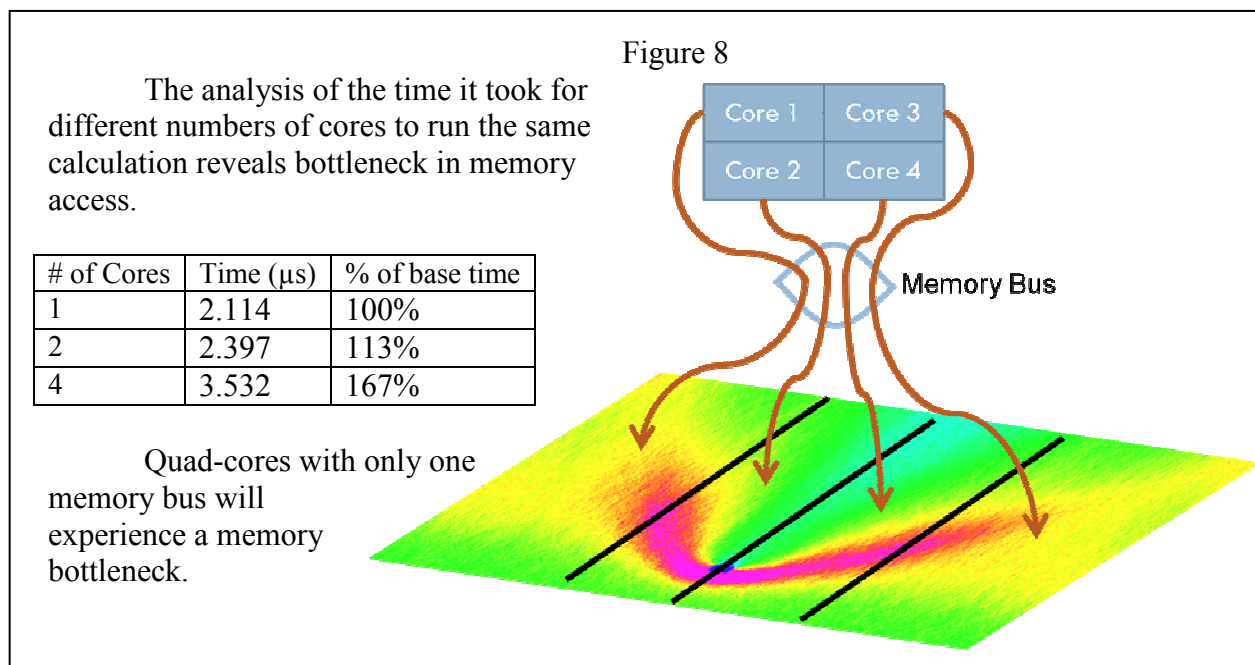 Figure 8
The analysis of the time it took for
different numbers of cores to run the same
calculation reveals bottleneck in memory
access.
# of Cores Time (µs) % of base time
1 2.114 100%
2 2.397 113%
4 3.532 167%
Quad-cores with only one
memory bus will
experience a memory
bottleneck.
Core 1 Core 3
Core 2 Core 4
Memory Bus